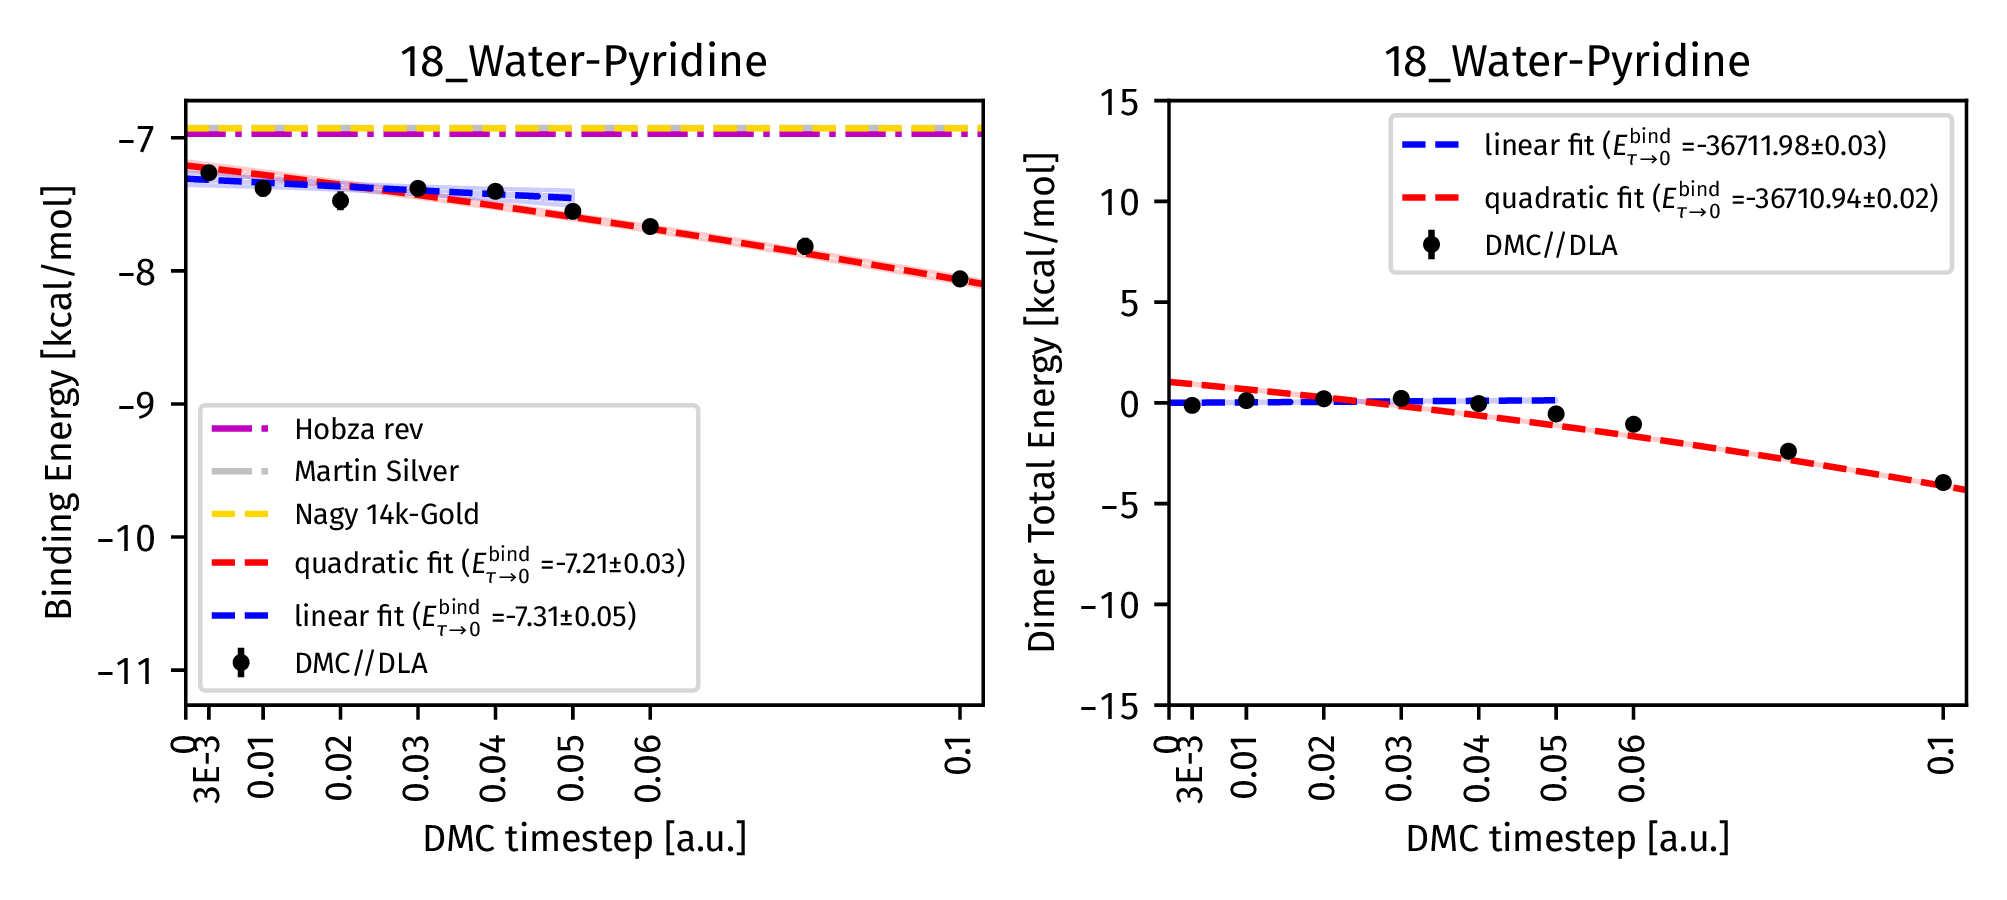 18_Water-Pyridine
Binding Energy [kcal/mol]
−7
−8
−9
−10
−11
Hobza rev
Martin Silver
Nagy 14k-Gold
quadratic fit (E^bind_τ→0 =-7.21±0.03)
linear fit (E^bind_τ→0 =-7.31±0.05)
DMC//DLA
0
3E-3
0.01
0.02
0.03
0.04
0.05
0.06
0.1
DMC timestep [a.u.]
18_Water-Pyridine
Dimer Total Energy [kcal/mol]
15
10
5
0
−5
−10
−15
linear fit (E^bind_τ→0 =-36711.98±0.03)
quadratic fit (E^bind_τ→0 =-36710.94±0.02)
DMC//DLA
0
3E-3
0.01
0.02
0.03
0.04
0.05
0.06
0.1
DMC timestep [a.u.]